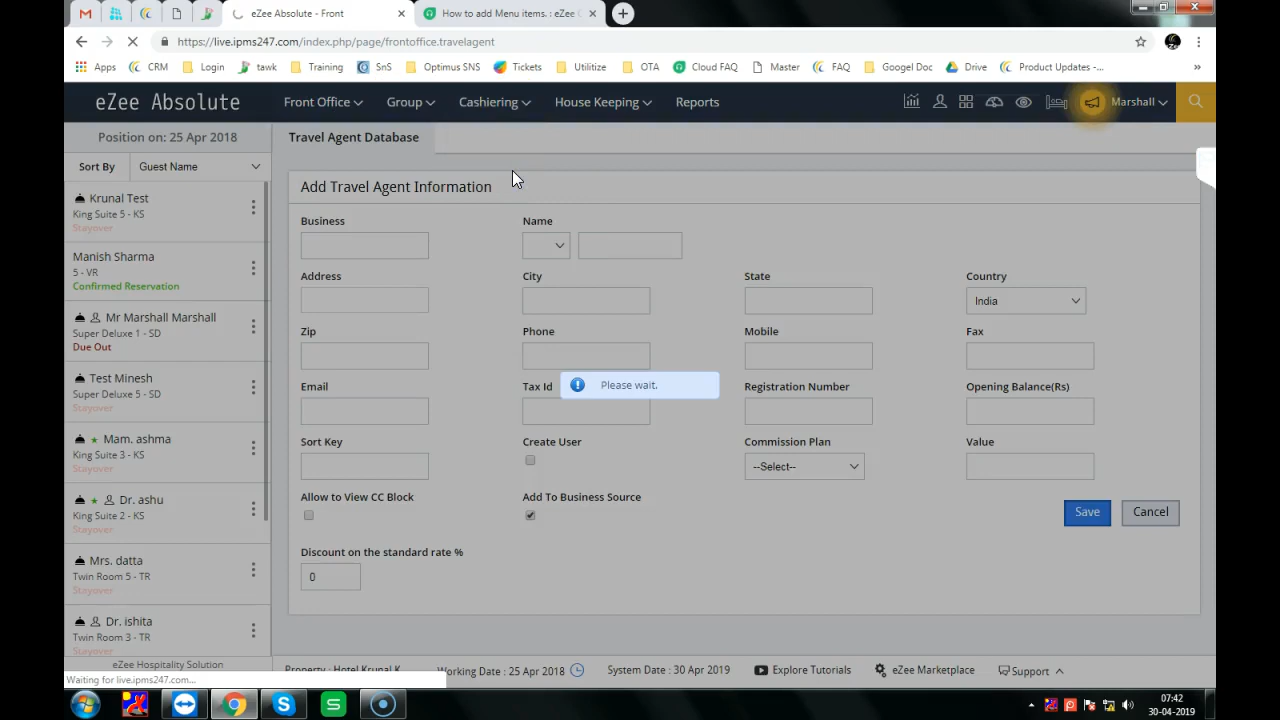 eZee Absolute - Front
How to add Menu items. : eZee
https://live.ipms247.com/index.php/page/frontoffice.travelagent
Apps CRM Login tawk Training SnS Optimus SNS Tickets Utilitize OTA Cloud FAQ Master FAQ Googel Doc Drive Product Updates -... »
eZee Absolute Front Office Group Cashiering House Keeping Reports Marshall
Position on: 25 Apr 2018
Travel Agent Database
Sort By Guest Name
Krunal Test
King Suite 5 - KS
Stayover
Manish Sharma
5 - VR
Confirmed Reservation
Mr Marshall Marshall
Super Deluxe 1 - SD
Due Out
Test Minesh
Super Deluxe 5 - SD
Stayover
Mam. ashma
King Suite 3 - KS
Stayover
Dr. ashu
King Suite 2 - KS
Stayover
Mrs. datta
Twin Room 5 - TR
Stayover
Dr. ishita
Twin Room 3 - TR
Stayover
eZee Hospitality Solution
Add Travel Agent Information
Business Name
Address City State Country
India
Zip Phone Mobile Fax
Email Tax Id Registration Number Opening Balance(Rs)
Please wait.
Sort Key Create User Commission Plan Value
--Select--
Allow to View CC Block Add To Business Source
Save Cancel
Discount on the standard rate %
0
Property : Hotel Krunal K Working Date : 25 Apr 2018 System Date : 30 Apr 2019 Explore Tutorials eZee Marketplace Support
Waiting for live.ipms247.com...
07:42
30-04-2019